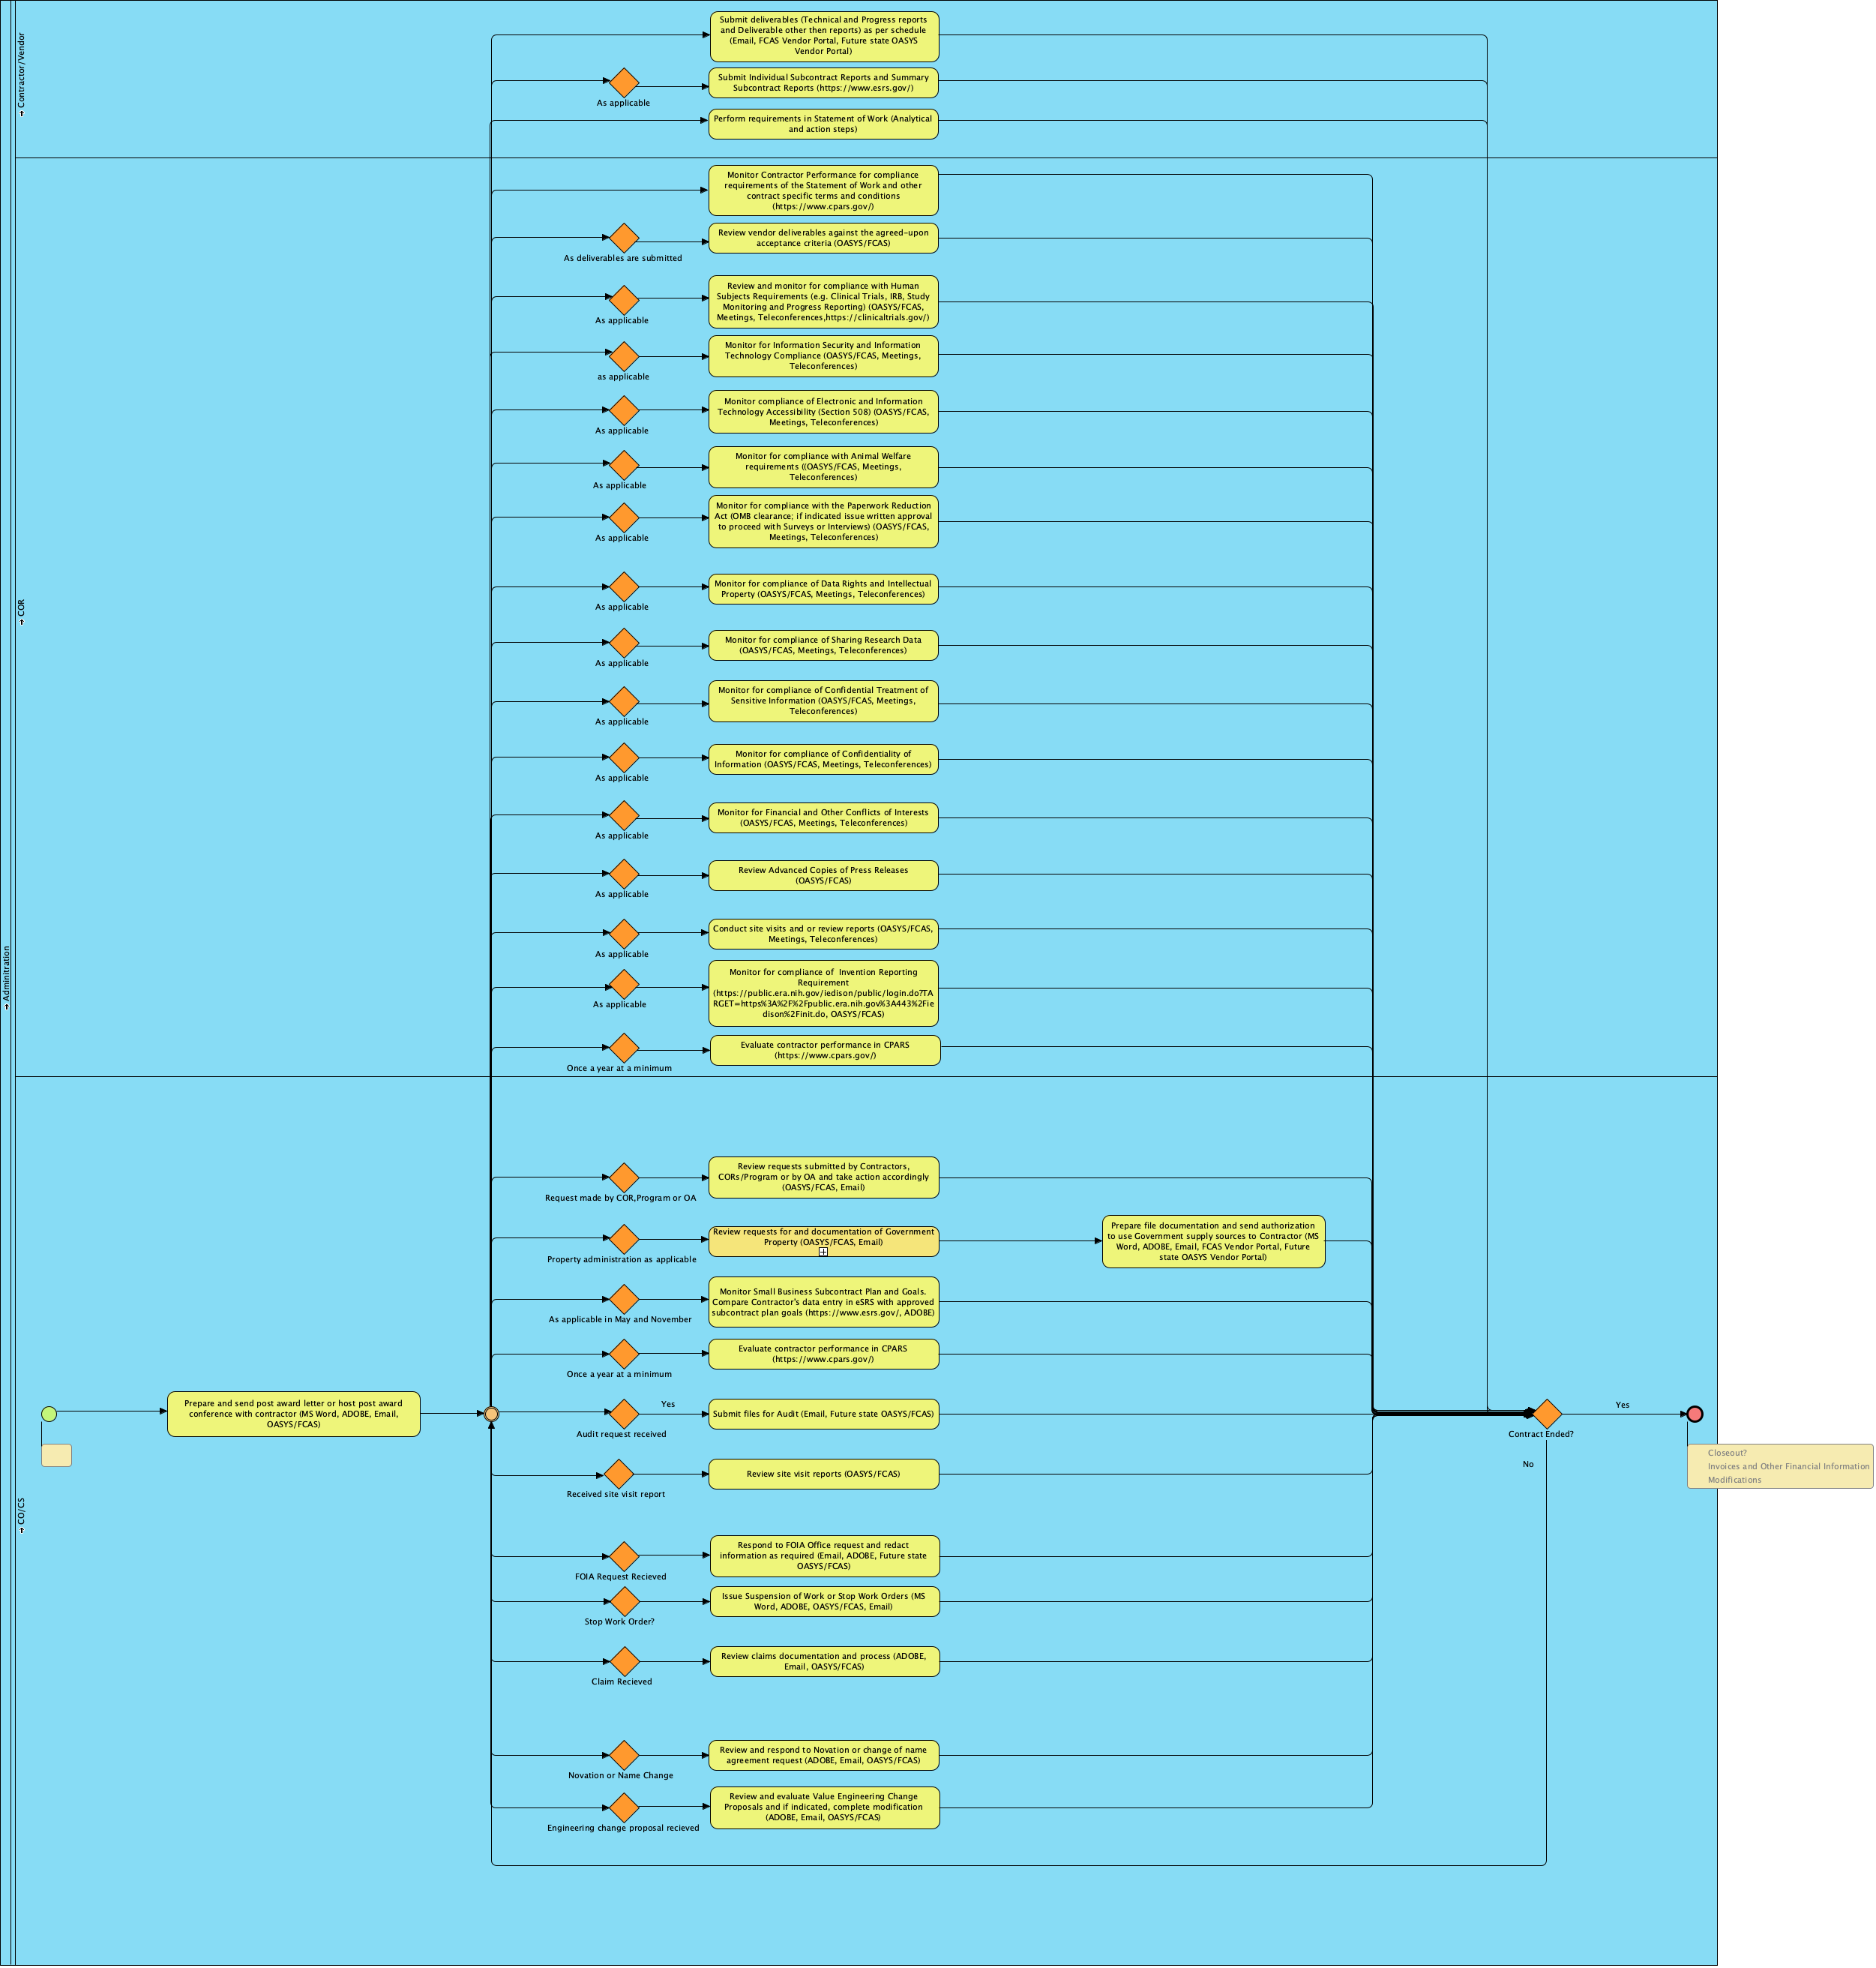 Adminitration
Contractor/Vendor
Submit deliverables (Technical and Progress reports
and Deliverable other then reports) as per schedule
(Email, FCAS Vendor Portal, Future state OASYS
Vendor Portal)
As applicable
Submit Individual Subcontract Reports and Summary
Subcontract Reports (https://www.esrs.gov/)
Perform requirements in Statement of Work (Analytical
and action steps)
COR
Monitor Contractor Performance for compliance
requirements of the Statement of Work and other
contract specific terms and conditions
(https://www.cpars.gov/)
As deliverables are submitted
Review vendor deliverables against the agreed-upon
acceptance criteria (OASYS/FCAS)
As applicable
Review and monitor for compliance with Human
Subjects Requirements (e.g. Clinical Trials, IRB, Study
Monitoring and Progress Reporting) (OASYS/FCAS,
Meetings, Teleconferences,https://clinicaltrials.gov/)
as applicable
Monitor for Information Security and Information
Technology Compliance (OASYS/FCAS, Meetings,
Teleconferences)
As applicable
Monitor compliance of Electronic and Information
Technology Accessibility (Section 508) (OASYS/FCAS,
Meetings, Teleconferences)
As applicable
Monitor for compliance with Animal Welfare
requirements ((OASYS/FCAS, Meetings,
Teleconferences)
As applicable
Monitor for compliance with the Paperwork Reduction
Act (OMB clearance; if indicated issue written approval
to proceed with Surveys or Interviews) (OASYS/FCAS,
Meetings, Teleconferences)
As applicable
Monitor for compliance of Data Rights and Intellectual
Property (OASYS/FCAS, Meetings, Teleconferences)
As applicable
Monitor for compliance of Sharing Research Data
(OASYS/FCAS, Meetings, Teleconferences)
As applicable
Monitor for compliance of Confidential Treatment of
Sensitive Information (OASYS/FCAS, Meetings,
Teleconferences)
As applicable
Monitor for compliance of Confidentiality of
Information (OASYS/FCAS, Meetings, Teleconferences)
As applicable
Monitor for Financial and Other Conflicts of Interests
(OASYS/FCAS, Meetings, Teleconferences)
As applicable
Review Advanced Copies of Press Releases
(OASYS/FCAS)
As applicable
Conduct site visits and or review reports (OASYS/FCAS,
Meetings, Teleconferences)
As applicable
Monitor for compliance of  Invention Reporting
Requirement
(https://public.era.nih.gov/iedison/public/login.do?TA
RGET=https%3A%2F%2Fpublic.era.nih.gov%3A443%2Fie
dison%2Finit.do, OASYS/FCAS)
Once a year at a minimum
Evaluate contractor performance in CPARS
(https://www.cpars.gov/)
CO/CS
Request made by COR,Program or OA
Review requests submitted by Contractors,
CORs/Program or by OA and take action accordingly
(OASYS/FCAS, Email)
Property administration as applicable
Review requests for and documentation of Government
Property (OASYS/FCAS, Email)
Prepare file documentation and send authorization
to use Government supply sources to Contractor (MS
Word, ADOBE, Email, FCAS Vendor Portal, Future
state OASYS Vendor Portal)
As applicable in May and November
Monitor Small Business Subcontract Plan and Goals.
Compare Contractor's data entry in eSRS with approved
subcontract plan goals (https://www.esrs.gov/, ADOBE)
Once a year at a minimum
Evaluate contractor performance in CPARS
(https://www.cpars.gov/)
Prepare and send post award letter or host post award
conference with contractor (MS Word, ADOBE, Email,
OASYS/FCAS)
Audit request received
Yes
Submit files for Audit (Email, Future state OASYS/FCAS)
Contract Ended?
Yes
No
Closeout?
Invoices and Other Financial Information
Modifications
Received site visit report
Review site visit reports (OASYS/FCAS)
FOIA Request Recieved
Respond to FOIA Office request and redact
information as required (Email, ADOBE, Future state
OASYS/FCAS)
Stop Work Order?
Issue Suspension of Work or Stop Work Orders (MS
Word, ADOBE, OASYS/FCAS, Email)
Claim Recieved
Review claims documentation and process (ADOBE,
Email, OASYS/FCAS)
Novation or Name Change
Review and respond to Novation or change of name
agreement request (ADOBE, Email, OASYS/FCAS)
Engineering change proposal recieved
Review and evaluate Value Engineering Change
Proposals and if indicated, complete modification
(ADOBE, Email, OASYS/FCAS)